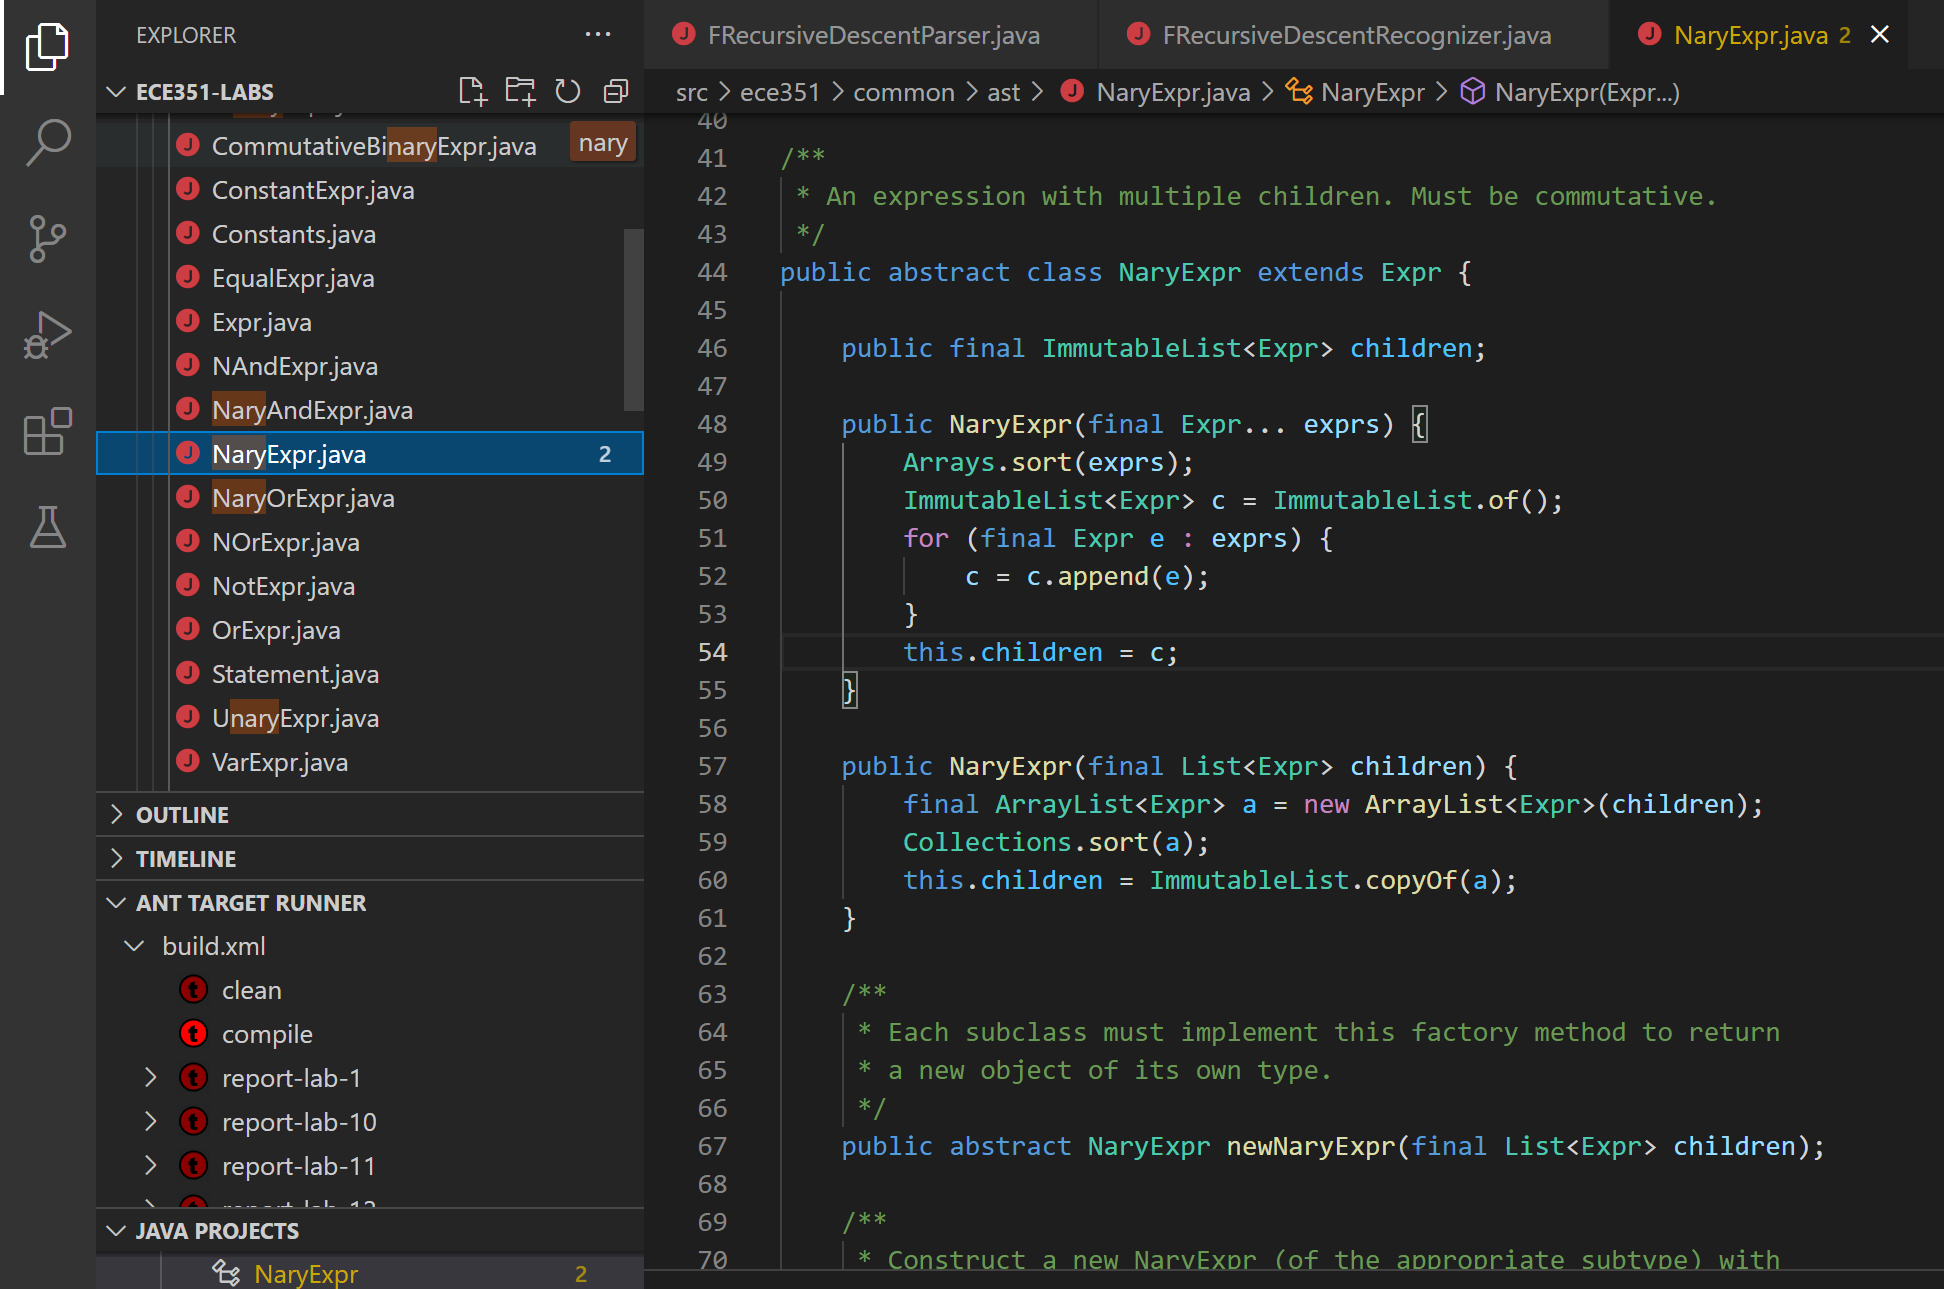 EXPLORER
ECE351-LABS
CommutativeBinaryExpr.java
nary
ConstantExpr.java
Constants.java
EqualExpr.java
Expr.java
NAndExpr.java
NaryAndExpr.java
NaryExpr.java 2
NaryOrExpr.java
NOrExpr.java
NotExpr.java
OrExpr.java
Statement.java
UnaryExpr.java
VarExpr.java
OUTLINE
TIMELINE
ANT TARGET RUNNER
build.xml
clean
compile
report-lab-1
report-lab-10
report-lab-11
JAVA PROJECTS
NaryExpr 2
FRecursiveDescentParser.java FRecursiveDescentRecognizer.java NaryExpr.java 2
src > ece351 > common > ast > NaryExpr.java > NaryExpr > NaryExpr(Expr...)
40
41 /**
42  * An expression with multiple children. Must be commutative.
43  */
44 public abstract class NaryExpr extends Expr {
45
46     public final ImmutableList<Expr> children;
47
48     public NaryExpr(final Expr... exprs) {
49         Arrays.sort(exprs);
50         ImmutableList<Expr> c = ImmutableList.of();
51         for (final Expr e : exprs) {
52             c = c.append(e);
53         }
54         this.children = c;
55     }
56
57     public NaryExpr(final List<Expr> children) {
58         final ArrayList<Expr> a = new ArrayList<Expr>(children);
59         Collections.sort(a);
60         this.children = ImmutableList.copyOf(a);
61     }
62
63     /**
64      * Each subclass must implement this factory method to return
65      * a new object of its own type.
66      */
67     public abstract NaryExpr newNaryExpr(final List<Expr> children);
68
69     /**
70      * Construct a new NaryExpr (of the appropriate subtype) with